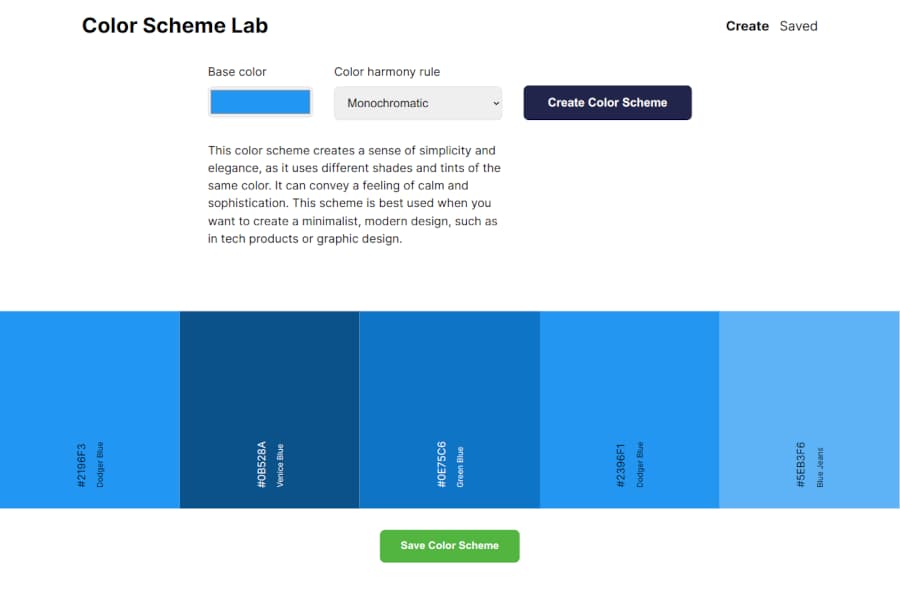 Color Scheme Lab
Create Saved
Base color
Color harmony rule
Monochromatic
Create Color Scheme
This color scheme creates a sense of simplicity and
elegance, as it uses different shades and tints of the
same color. It can convey a feeling of calm and
sophistication. This scheme is best used when you
want to create a minimalist, modern design, such as
in tech products or graphic design.
#2196F3
Dodger Blue
#0B528A
Venice Blue
#0E75C6
Green Blue
#2396F1
Dodger Blue
#5EB3F6
Blue Jeans
Save Color Scheme